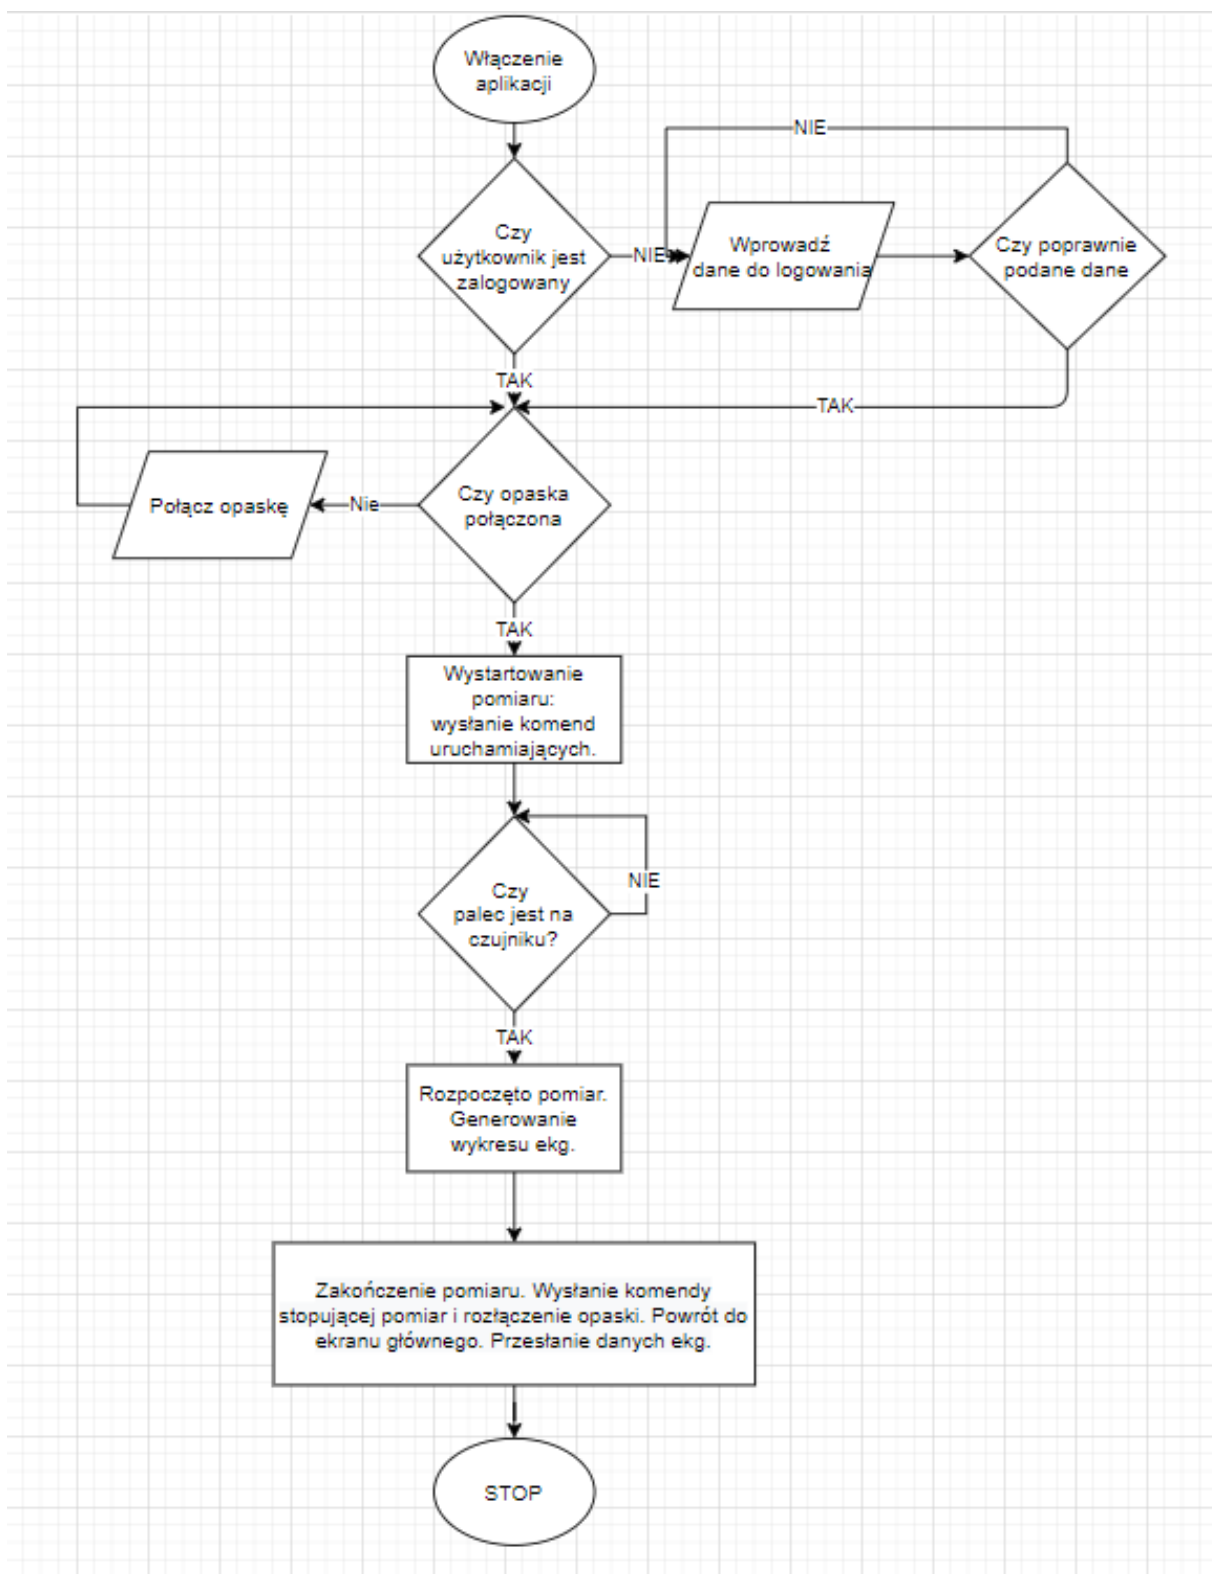 Włączenie
aplikacji
NIE
Czy
użytkownik jest
zalogowany
NIE
Wprowadź
dane do logowania
Czy poprawnie
podane dane
TAK
TAK
Połącz opaskę
Nie
Czy opaska
połączona
TAK
Wystartowanie
pomiaru:
wysłanie komend
uruchamiających.
Czy
palec jest na
czujniku?
NIE
TAK
Rozpoczęto pomiar.
Generowanie
wykresu ekg.
Zakończenie pomiaru. Wysłanie komendy
stopującej pomiar i rozłączenie opaski. Powrót do
ekranu głównego. Przesłanie danych ekg.
STOP